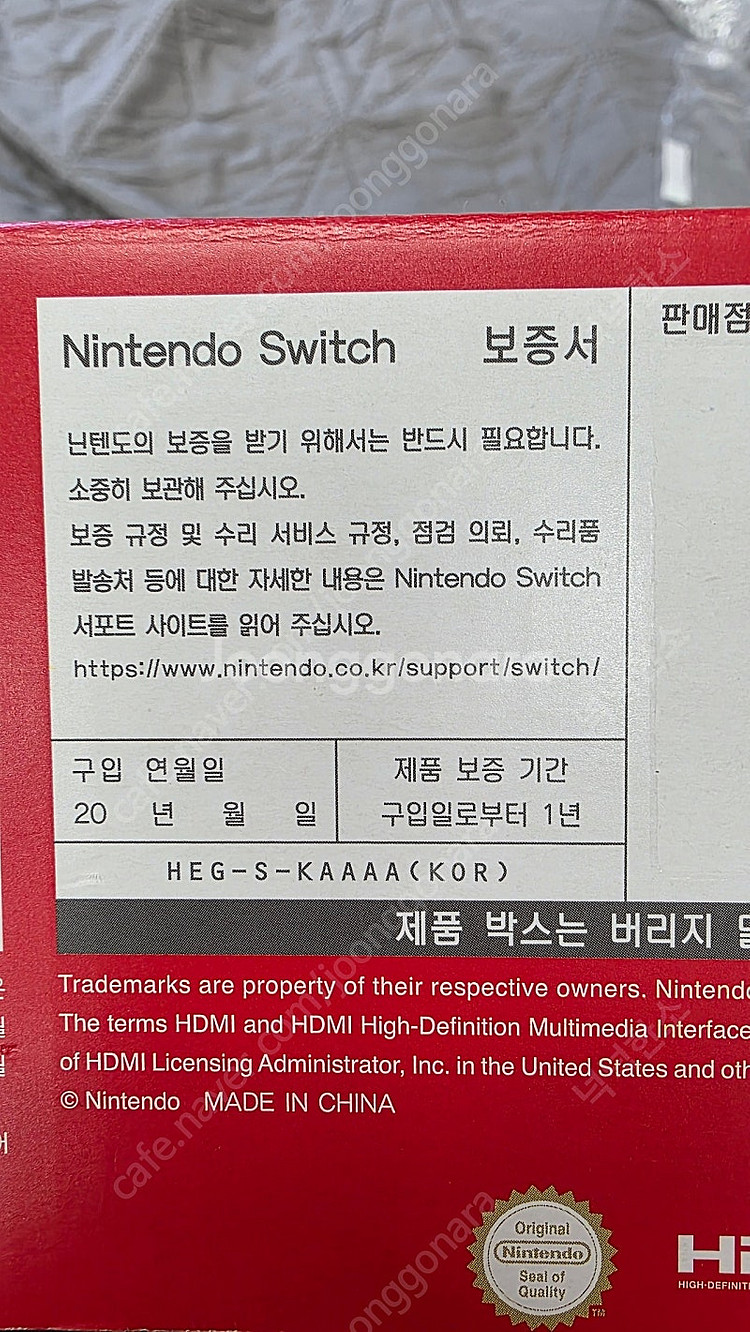 Nintendo Switch 보증서
판매점
닌텐도의 보증을 받기 위해서는 반드시 필요합니다.
소중히 보관해 주십시오.
보증 규정 및 수리 서비스 규정, 점검 의뢰, 수리품
발송처 등에 대한 자세한 내용은 Nintendo Switch
서포트 사이트를 읽어 주십시오.
https://www.nintendo.co.kr/support/switch/
구입 연월일
20 년 월 일
제품 보증 기간
구입일로부터 1년
HEG-S-KAAAA(KOR)
제품 박스는 버리지
Trademarks are property of their respective owners. Nintendo
The terms HDMI and HDMI High-Definition Multimedia Interface
of HDMI Licensing Administrator, Inc. in the United States and
© Nintendo MADE IN CHINA
Original
Nintendo
Seal of
Quality
TM